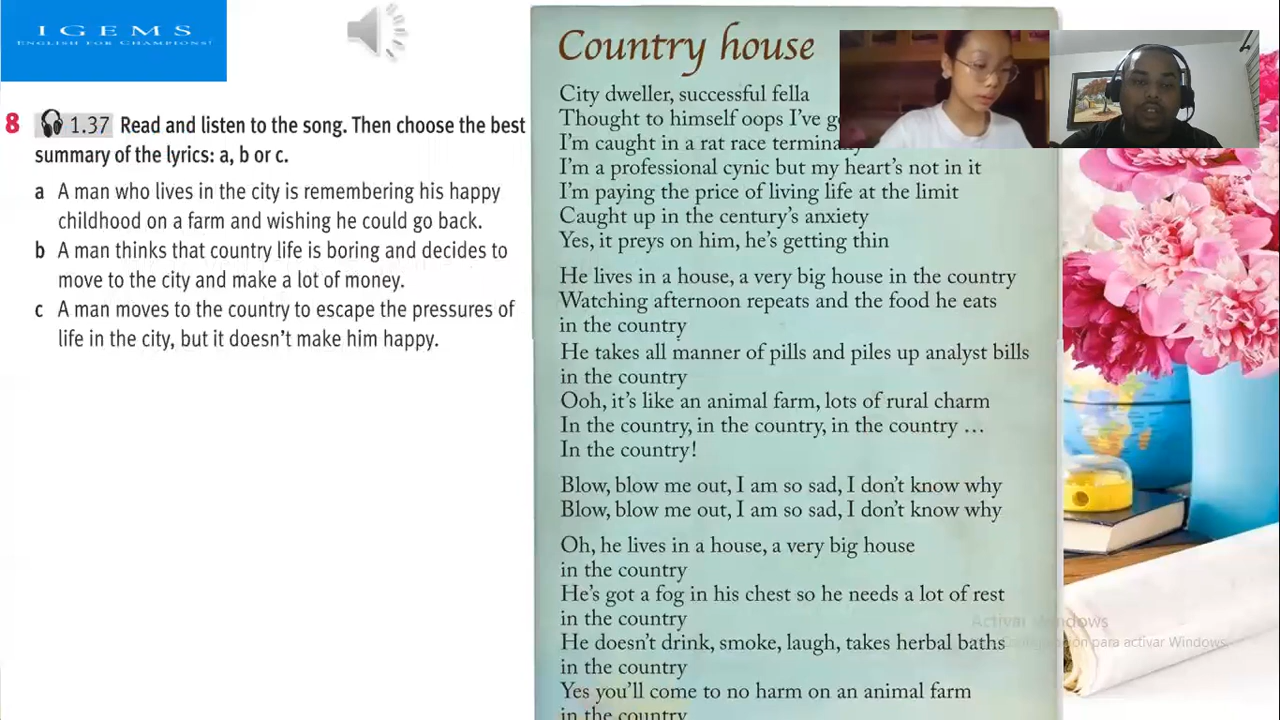 IGEMS
ENGLISH FOR CHAMPIONS!
8 1.37 Read and listen to the song. Then choose the best
summary of the lyrics: a, b or c.
a A man who lives in the city is remembering his happy
childhood on a farm and wishing he could go back.
b A man thinks that country life is boring and decides to
move to the city and make a lot of money.
c A man moves to the country to escape the pressures of
life in the city, but it doesn't make him happy.
Country house
City dweller, successful fella
Thought to himself oops I've
I'm caught in a rat race
I'm a professional cynic but my heart's not in it
I'm paying the price of living life at the limit
Caught up in the century's anxiety
Yes, it preys on him, he's getting thin
He lives in a house, a very big house in the country
Watching afternoon repeats and the food he eats
in the country
He takes all manner of pills and piles up analyst bills
in the country
Ooh, it's like an animal farm, lots of rural charm
In the country, in the country, in the country …
In the country!
Blow, blow me out, I am so sad, I don't know why
Blow, blow me out, I am so sad, I don't know why
Oh, he lives in a house, a very big house
in the country
He's got a fog in his chest so he needs a lot of rest
in the country
He doesn't drink, smoke, laugh, takes herbal baths
in the country
Yes you'll come to no harm on an animal farm
in the country
Activar Windows
para activar Windows.